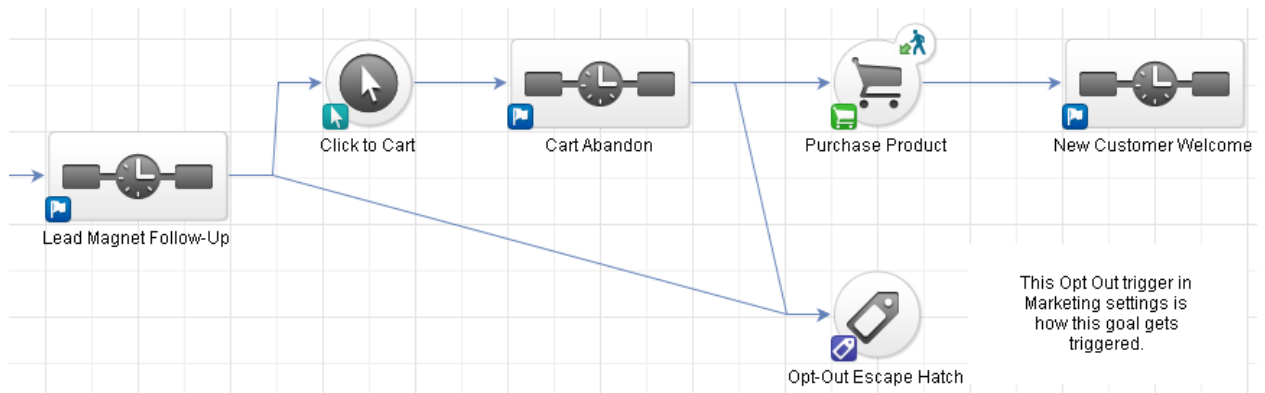 Click to Cart
Cart Abandon
Purchase Product
New Customer Welcome
Lead Magnet Follow-Up
This Opt Out trigger in
Marketing settings is
how this goal gets
triggered.
Opt-Out Escape Hatch